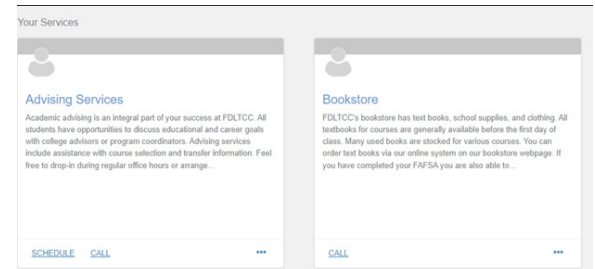 Your Services
Advising Services
Academic advising is an integral part of your success at FDLTCC. All
students have opportunities to discuss educational and career goals
with college advisors or program coordinators. Advising services
include assistance with course selection and transfer information. Feel
free to drop-in during regular office hours or arrange...
SCHEDULE CALL
Bookstore
FDLTCC's bookstore has text books, school supplies, and clothing. All
textbooks for courses are generally available before the first day of
class. Many used books are stocked for various courses. You can
order text books via our online system on our bookstore webpage. If
you have completed your FAFSA you are also able to...
CALL